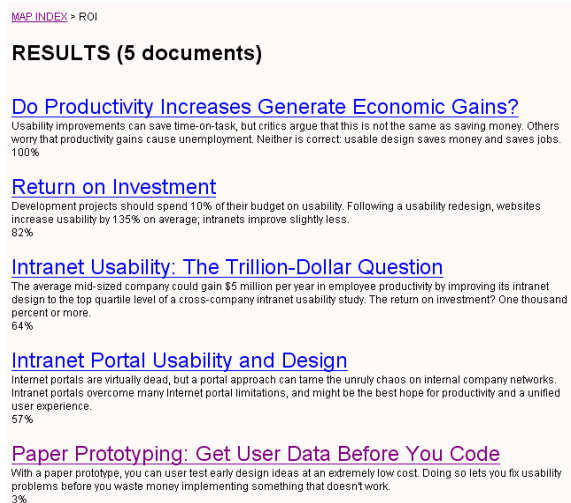 MAP INDEX > ROI
RESULTS (5 documents)
Do Productivity Increases Generate Economic Gains?
Usability improvements can save time-on-task, but critics argue that this is not the same as saving money. Others
worry that productivity gains cause unemployment. Neither is correct: usable design saves money and saves jobs.
100%
Return on Investment
Development projects should spend 10% of their budget on usability. Following a usability redesign, websites
increase usability by 135% on average; intranets improve slightly less.
82%
Intranet Usability: The Trillion-Dollar Question
The average mid-sized company could gain $5 million per year in employee productivity by improving its intranet
design to the top quartile level of a cross-company intranet usability study. The return on investment? One thousand
percent or more.
64%
Intranet Portal Usability and Design
Internet portals are virtually dead, but a portal approach can tame the unruly chaos on internal company networks.
Intranet portals overcome many Internet portal limitations, and might be the best hope for productivity and a unified
user experience.
57%
Paper Prototyping: Get User Data Before You Code
With a paper prototype, you can user test early design ideas at an extremely low cost. Doing so lets you fix usability
problems before you waste money implementing something that doesn't work.
3%